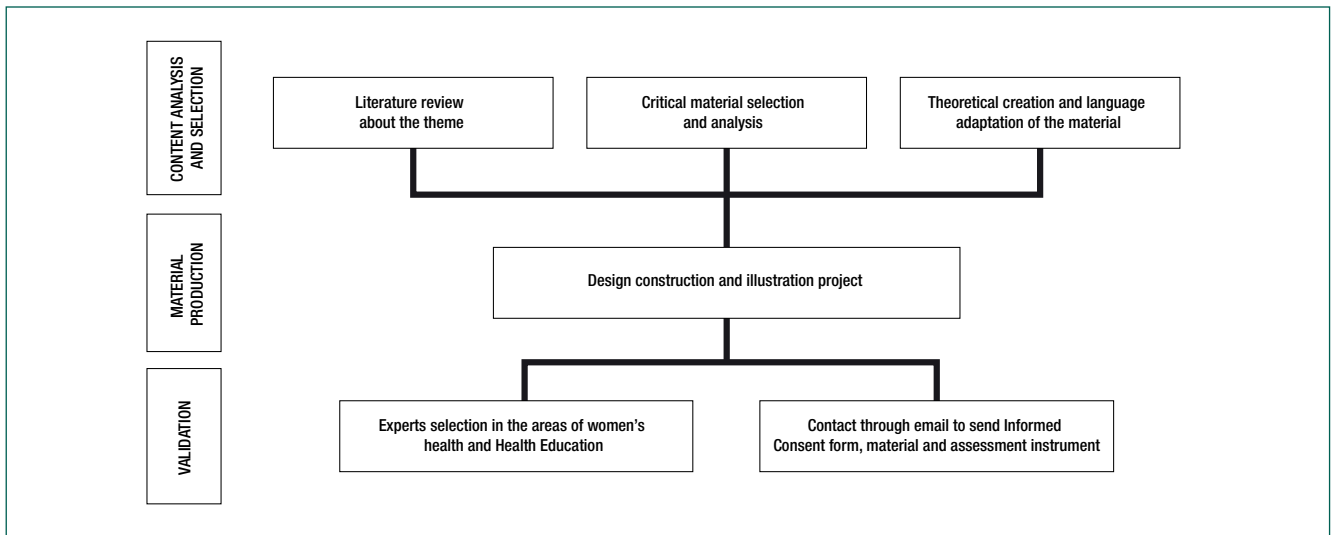 CONTENT ANALYSIS
AND SELECTION
Literature review
about the theme
Critical material selection
and analysis
Theoretical creation and language
adaptation of the material
MATERIAL
PRODUCTION
Design construction and illustration project
VALIDATION
Experts selection in the areas of women’s
health and Health Education
Contact through email to send Informed
Consent form, material and assessment instrument